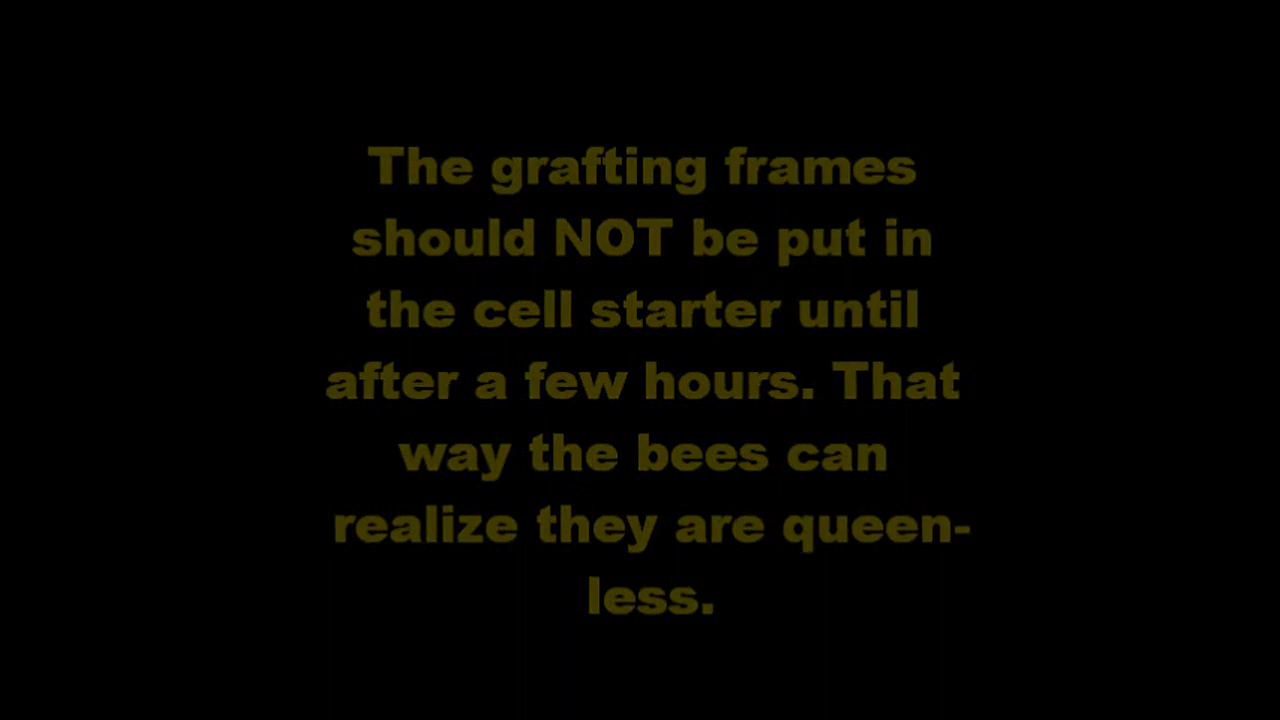 The grafting frames
should NOT be put in
the cell starter until
after a few hours. That
way the bees can
realize they are queen-
less.